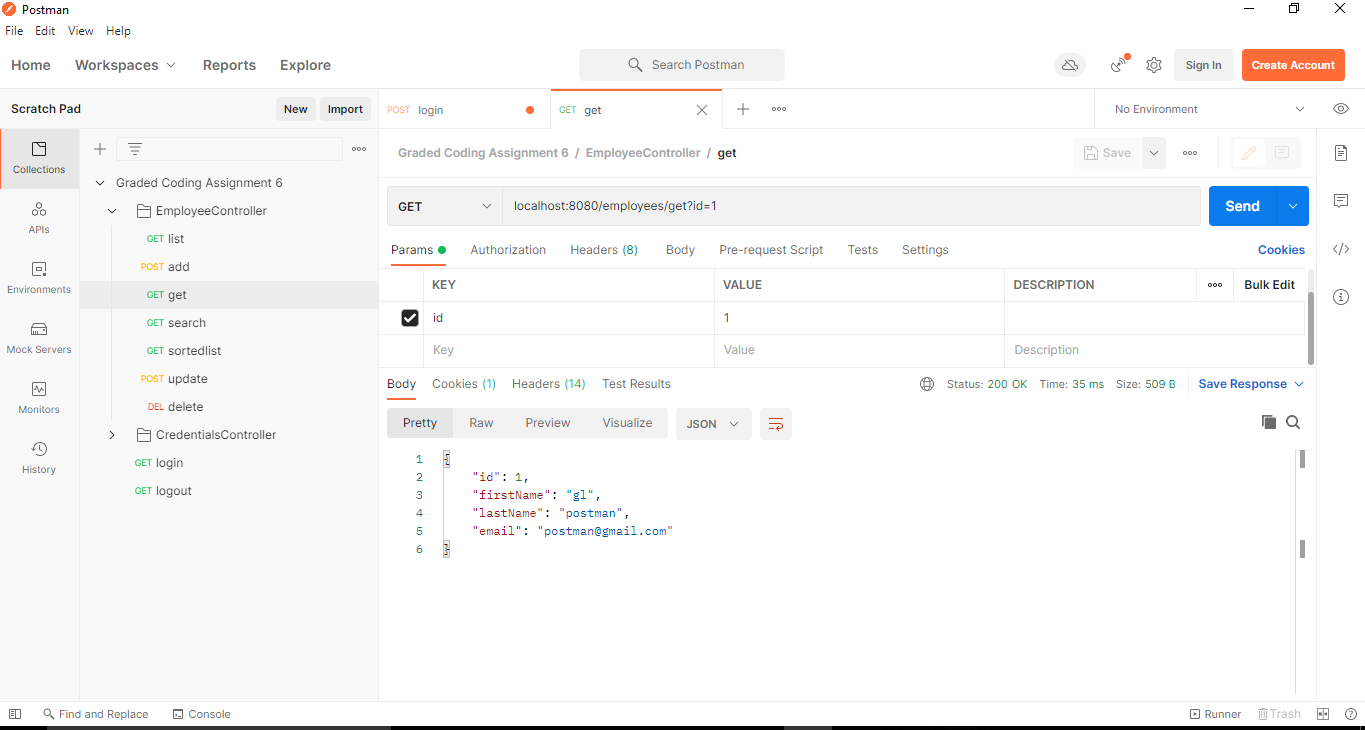 Postman
File Edit View Help
Home Workspaces Reports Explore Search Postman Sign In Create Account
Scratch Pad New Import
POST login GET get No Environment
Collections
APIs
Environments
Mock Servers
Monitors
History
Graded Coding Assignment 6
EmployeeController
GET list
POST add
GET get
GET search
GET sortedlist
POST update
DEL delete
CredentialsController
GET login
GET logout
Graded Coding Assignment 6 / EmployeeController / get Save
GET localhost:8080/employees/get?id=1 Send
Params Authorization Headers (8) Body Pre-request Script Tests Settings Cookies
KEY VALUE DESCRIPTION Bulk Edit
id 1
Key Value Description
Body Cookies (1) Headers (14) Test Results Status: 200 OK Time: 35 ms Size: 509 B Save Response
Pretty Raw Preview Visualize JSON
1 {
2 "id": 1,
3 "firstName": "gl",
4 "lastName": "postman",
5 "email": "postman@gmail.com"
6 }
Find and Replace Console Runner Trash